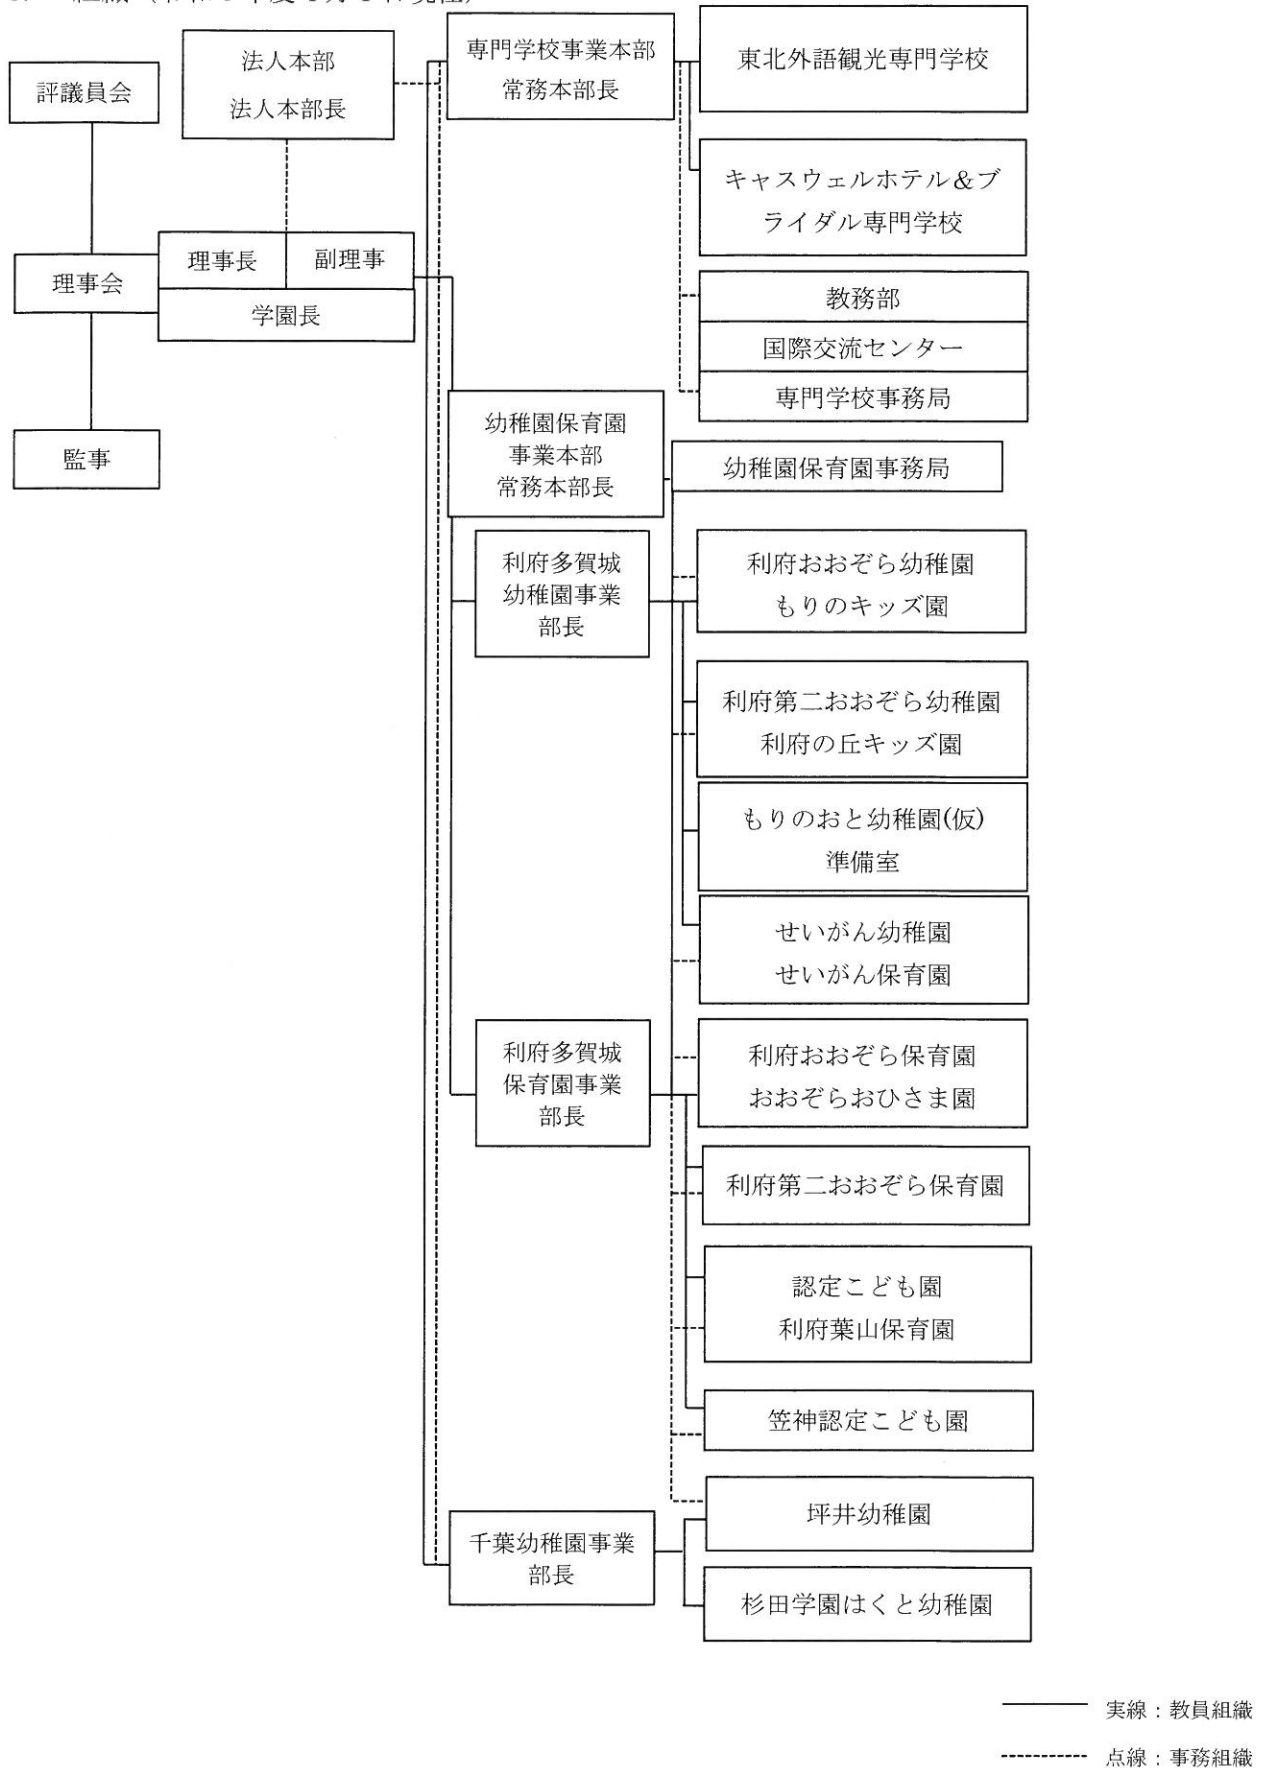 評議員会
法人本部
法人本部長
理事会
理事長
副理事
学園長
監事
専門学校事業本部
常務本部長
東北外語観光専門学校
キャスウェルホテル＆ブ
ライダル専門学校
教務部
国際交流センター
専門学校事務局
幼稚園保育園
事業本部
常務本部長
幼稚園保育園事務局
利府多賀城
幼稚園事業
部長
利府おおぞら幼稚園
もりのキッズ園
利府第二おおぞら幼稚園
利府の丘キッズ園
もりのおと幼稚園(仮)
準備室
せいがん幼稚園
せいがん保育園
利府多賀城
保育園事業
部長
利府おおぞら保育園
おおぞらおひさま園
利府第二おおぞら保育園
認定こども園
利府葉山保育園
笠神認定こども園
千葉幼稚園事業
部長
坪井幼稚園
杉田学園はくと幼稚園
実線：教員組織
点線：事務組織